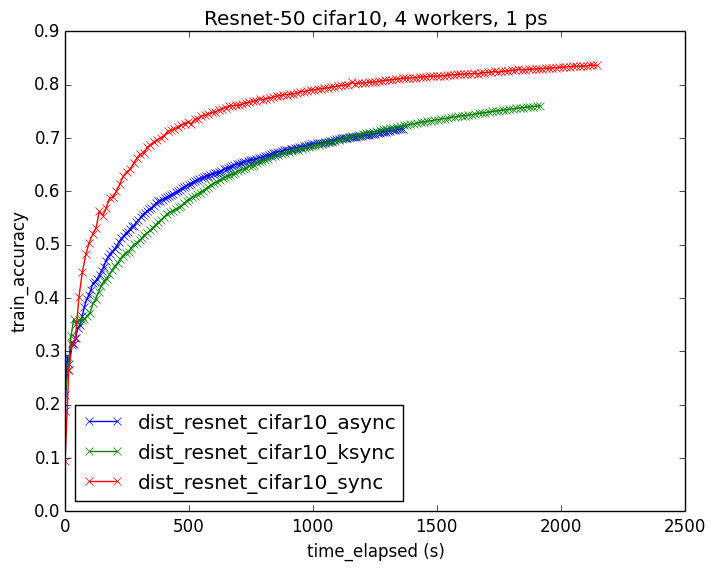 Resnet-50 cifar10, 4 workers, 1 ps
train_accuracy
0.9
0.8
0.7
0.6
0.5
0.4
0.3
0.2
0.1
0.0
dist_resnet_cifar10_async
dist_resnet_cifar10_ksync
dist_resnet_cifar10_sync
0 500 1000 1500 2000 2500
time_elapsed (s)